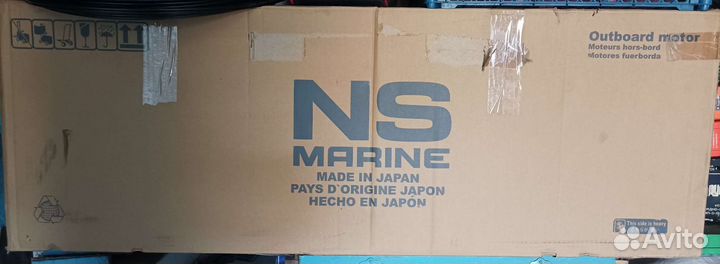 Outboard motor
Moteurs hors-bord
Motores fuerborda
NS
MARINE
MADE IN JAPAN
PAYS D`ORIGINE JAPON
HECHO EN JAPÓN
This side is heavy
Avito